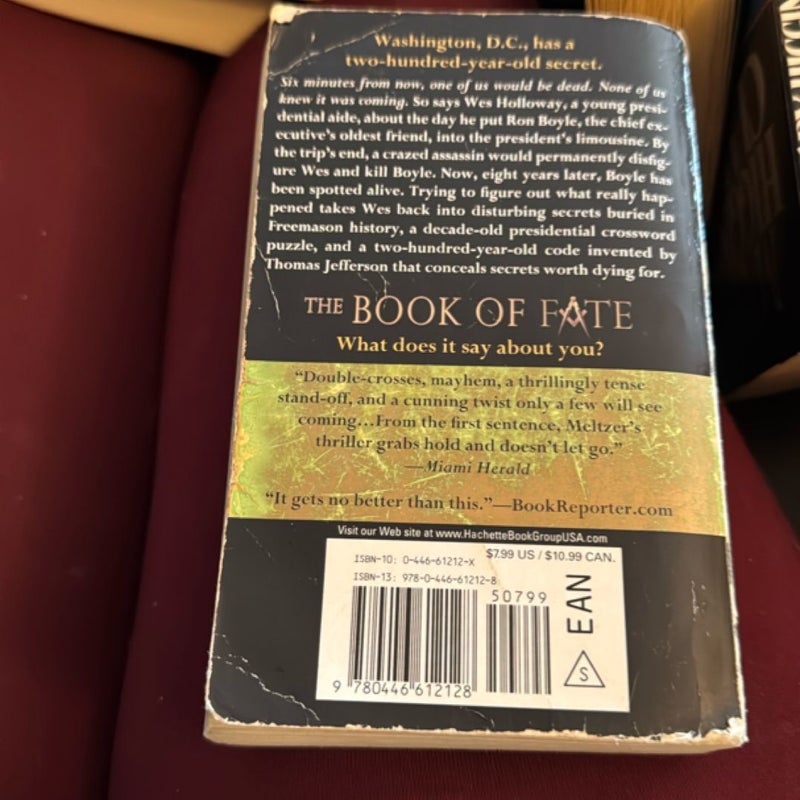 Washington, D.C., has a
two-hundred-year-old secret.
Six minutes from now, one of us would be dead. None of us
knew it was coming. So says Wes Holloway, a young presi-
dential aide, about the day he put Ron Boyle, the chief ex-
ecutive's oldest friend, into the president's limousine. By
the trip's end, a crazed assassin would permanently disfig-
ure Wes and kill Boyle. Now, eight years later, Boyle has
been spotted alive. Trying to figure out what really hap-
pened takes Wes back into disturbing secrets buried in
Freemason history, a decade-old presidential crossword
puzzle, and a two-hundred-year-old code invented by
Thomas Jefferson that conceals secrets worth dying for.
THE BOOK OF FATE
What does it say about you?
"Double-crosses, mayhem, a thrillingly tense
stand-off, and a cunning twist only a few will see
coming...From the first sentence, Meltzer's
thriller grabs hold and doesn't let go."
—Miami Herald
"It gets no better than this."—BookReporter.com
Visit our Web site at www.HachetteBookGroupUSA.com
ISBN-10: 0-446-61212-X
$7.99 US / $10.99 CAN.
ISBN-13: 978-0-446-61212-8
50799
EAN
S
9 780446 612128